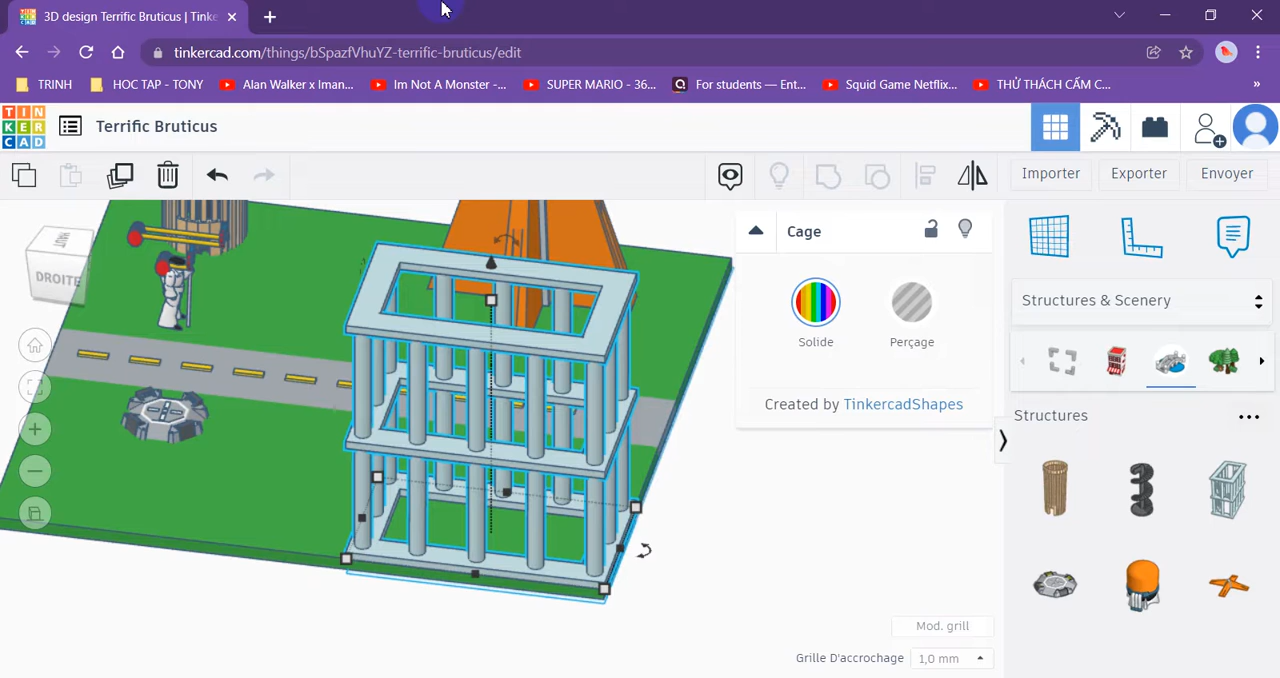 3D design Terrific Bruticus | Tinke
tinkercad.com/things/bSpazfVhuYZ-terrific-bruticus/edit
TRINH
HOC TAP - TONY
Alan Walker x Iman...
Im Not A Monster -...
SUPER MARIO - 36...
For students — Ent...
Squid Game Netflix...
THỬ THÁCH CẤM C...
»
TIN
KER
CAD
Terrific Bruticus
Importer
Exporter
Envoyer
HAUT
DROITE
Cage
Solide
Perçage
Created by TinkercadShapes
Structures & Scenery
Structures
Mod. grill
Grille D'accrochage 1,0 mm